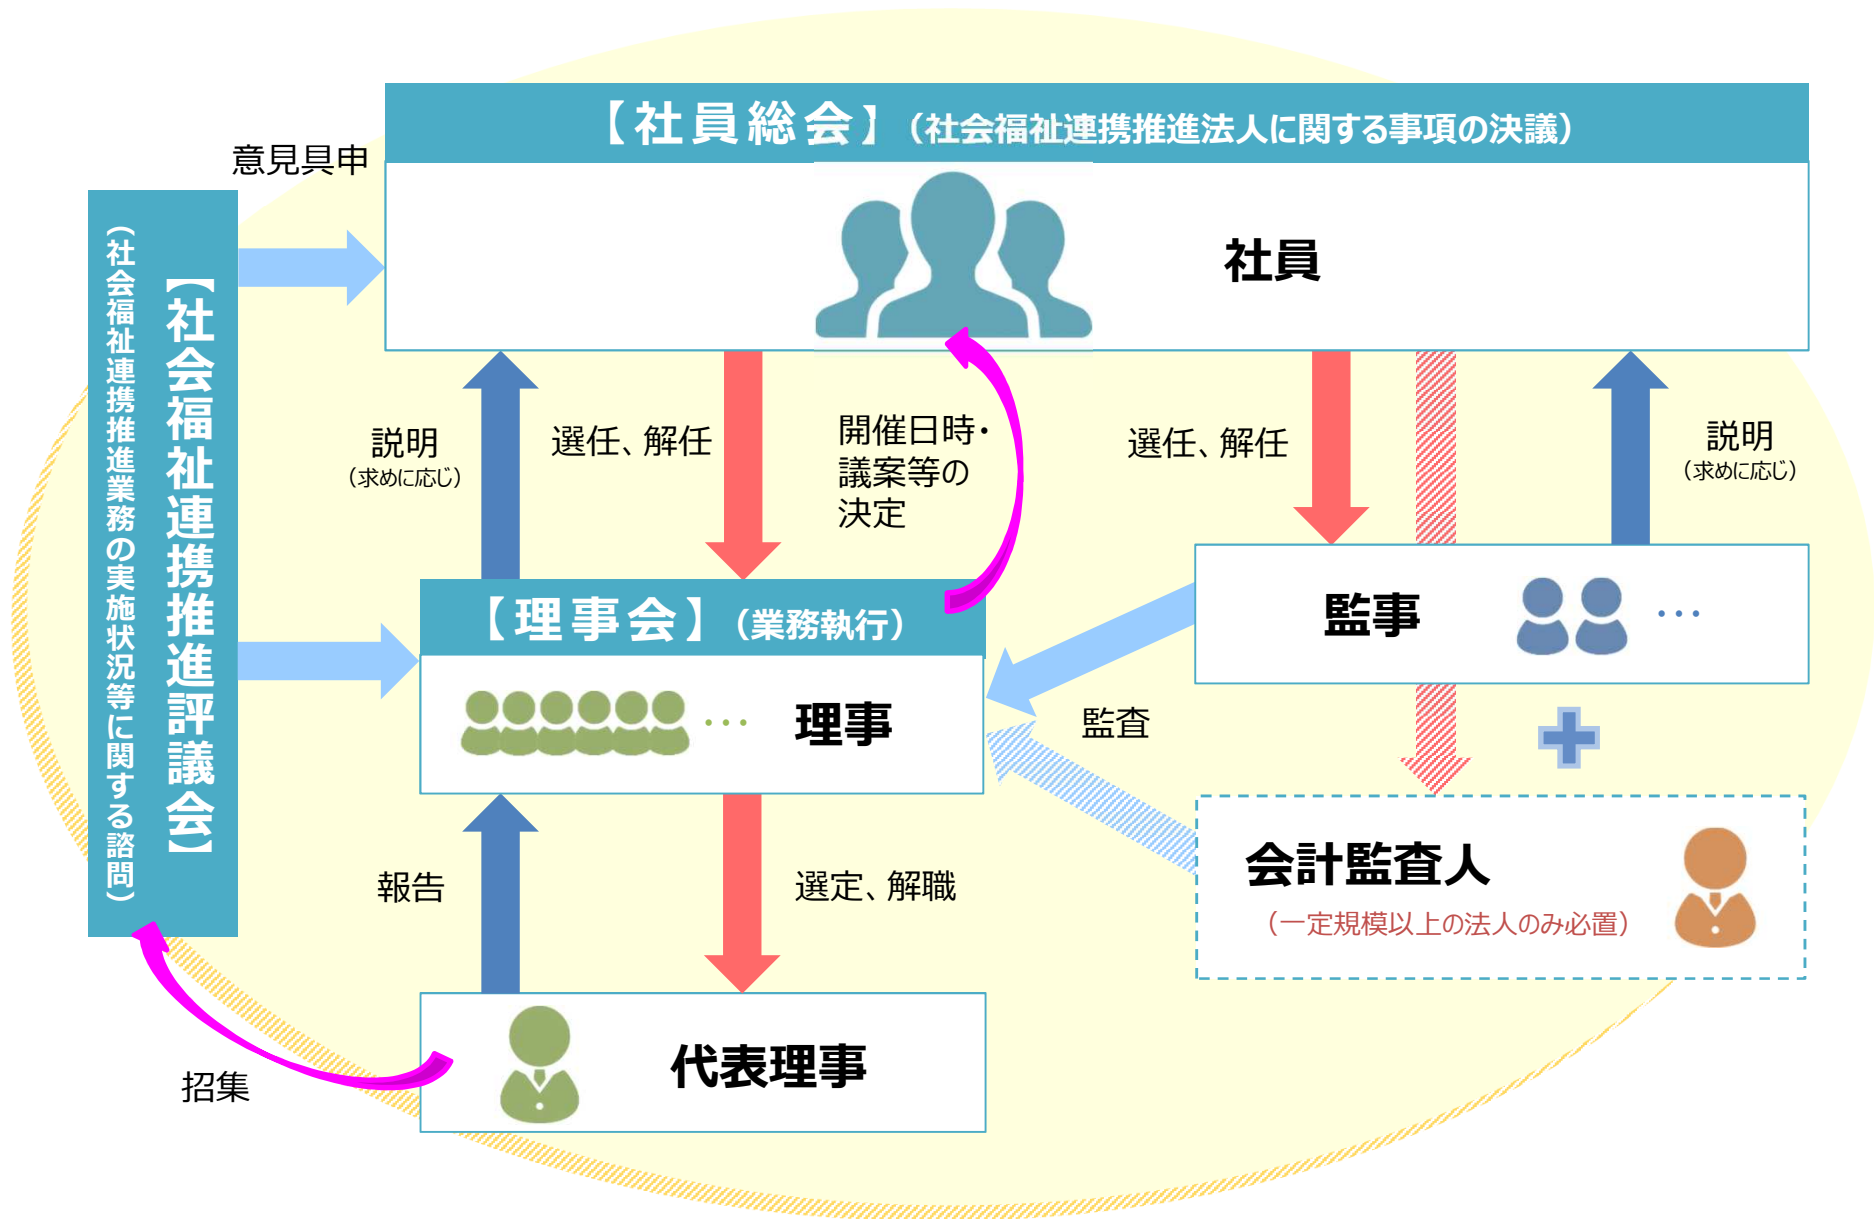 【社員総会】（社会福祉連携推進法人に関する事項の決議）
意見具申
社員
【社会福祉連携推進評議会】
（社会福祉連携推進業務の実施状況等に関する諮問）
説明
（求めに応じ）
選任、解任
開催日時・
議案等の
決定
選任、解任
説明
（求めに応じ）
【理事会】（業務執行）
監事
…
…
理事
監査
会計監査人
（一定規模以上の法人のみ必置）
報告
選定、解職
代表理事
招集